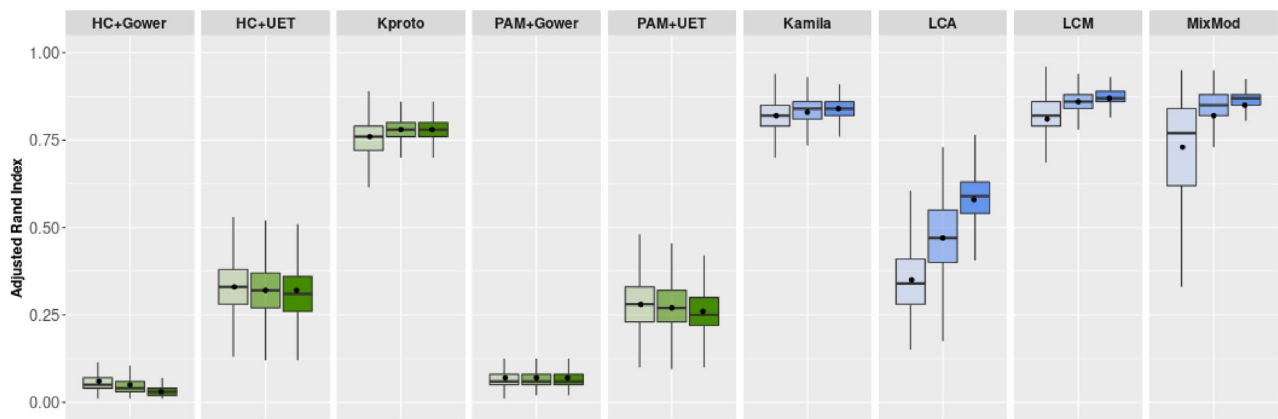 HC+Gower HC+UET Kproto PAM+Gower PAM+UET Kamila LCA LCM MixMod
1.00
0.75
0.50
0.25
0.00
Adjusted Rand Index